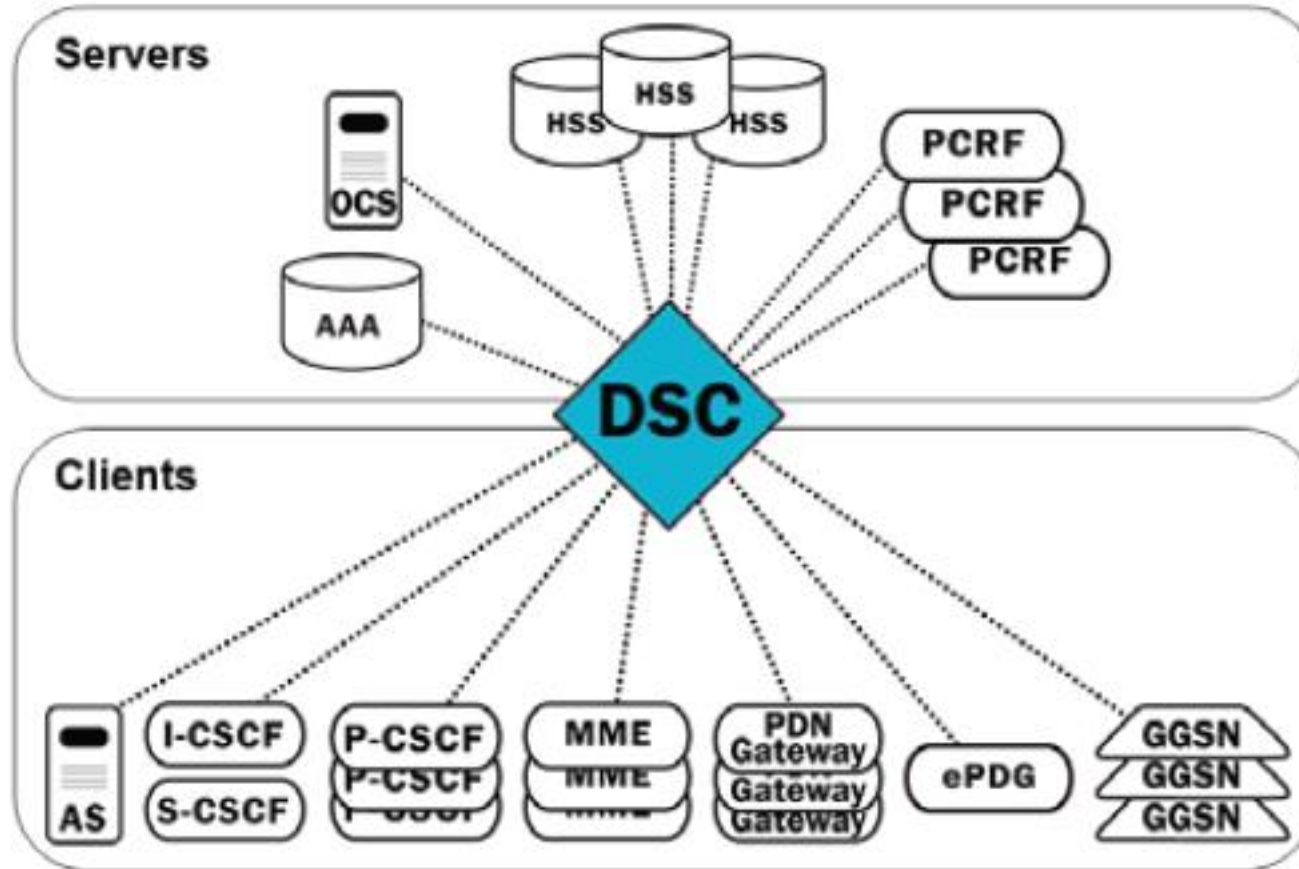 Servers
HSS
HSS
HSS
OCS
AAA
PCRF
PCRF
PCRF
DSC
Clients
AS
I-CSCF
S-CSCF
P-CSCF
P-CSCF
MME
MME
PDN
Gateway
Gateway
Gateway
ePDG
GGSN
GGSN
GGSN